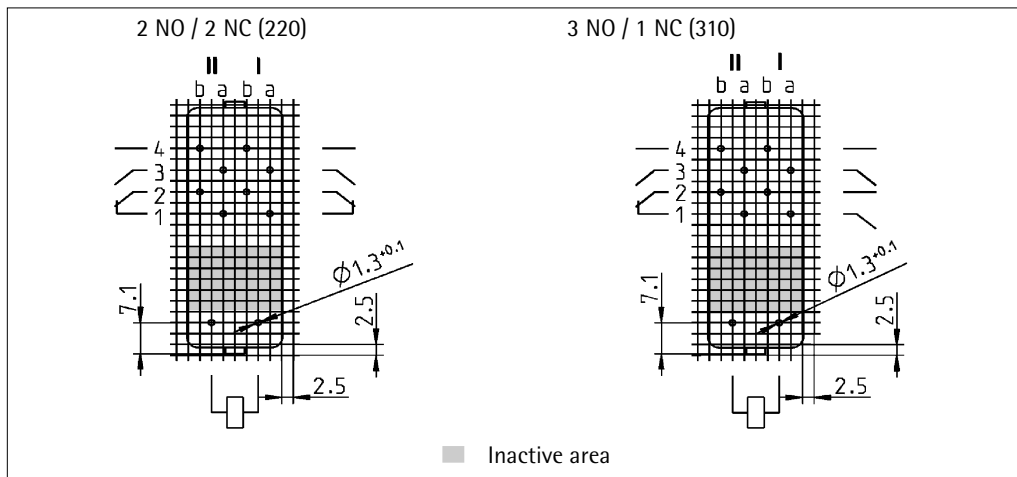 2 NO / 2 NC (220)
II I
b a b a
4
3
2
1
Ø1.3+0.1
7.1
2.5
2.5
3 NO / 1 NC (310)
II I
b a b a
4
3
2
1
Ø1.3+0.1
7.1
2.5
2.5
Inactive area